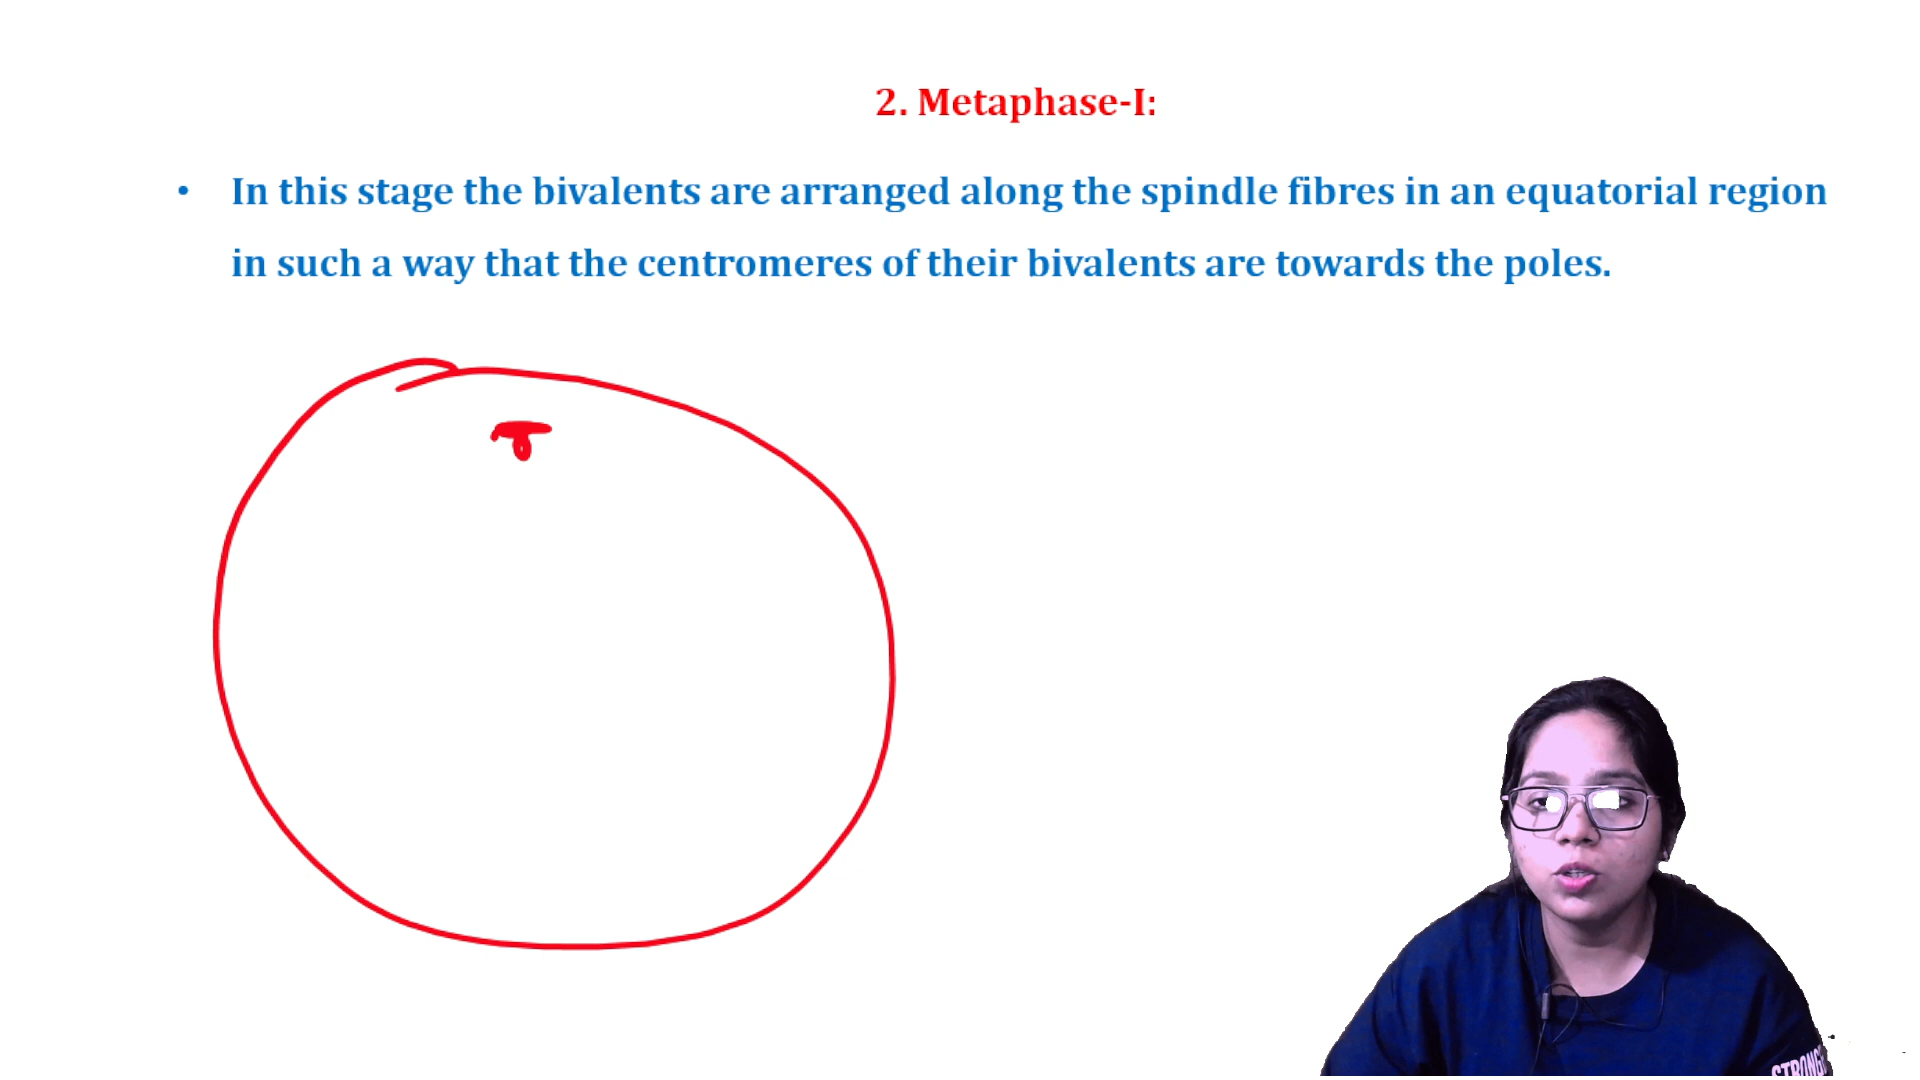 2. Metaphase-I:
• In this stage the bivalents are arranged along the spindle fibres in an equatorial region
in such a way that the centromeres of their bivalents are towards the poles.